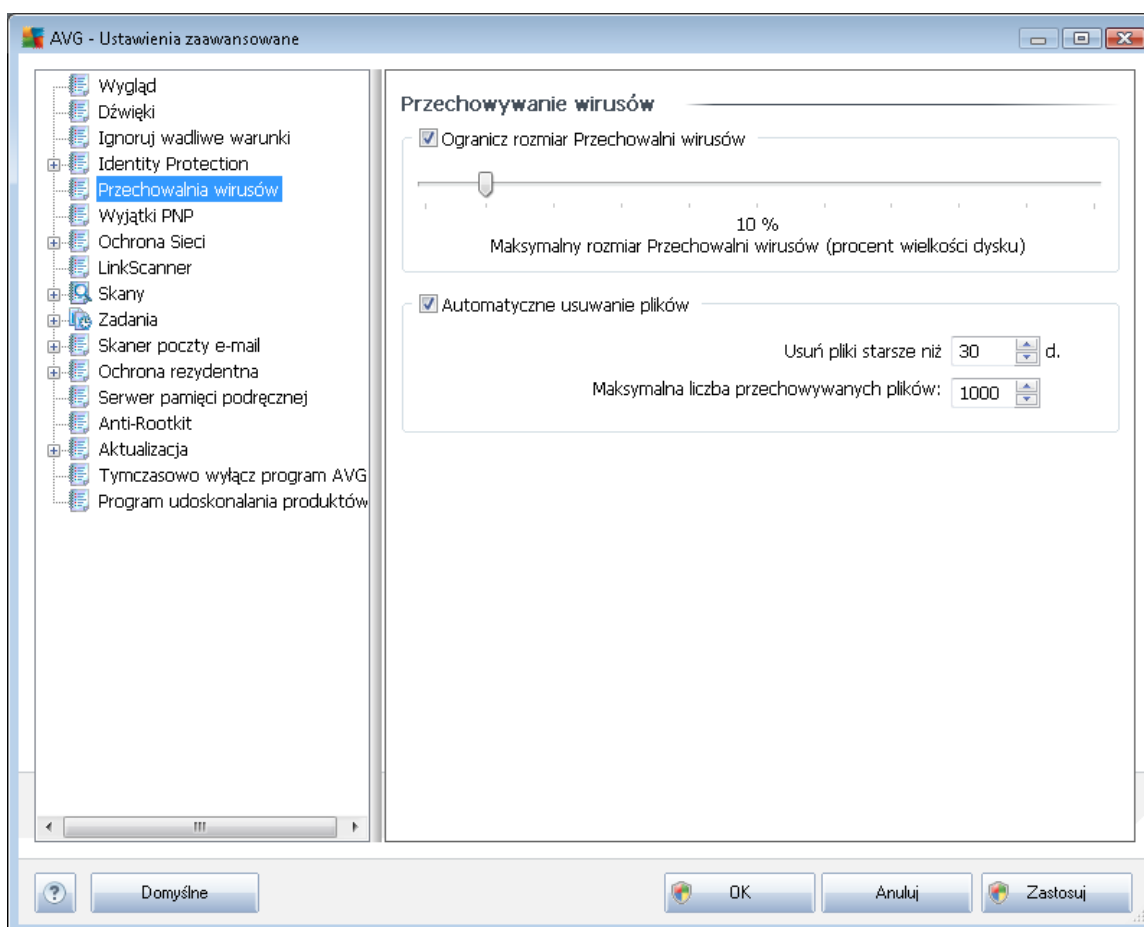 AVG - Ustawienia zaawansowane
Wygląd
Dźwięki
Ignoruj wadliwe warunki
Identity Protection
Przechowalnia wirusów
Wyjątki PNP
Ochrona Sieci
LinkScanner
Skany
Zadania
Skaner poczty e-mail
Ochrona rezydentna
Serwer pamięci podręcznej
Anti-Rootkit
Aktualizacja
Tymczasowo wyłącz program AVG
Program udoskonalania produktów
Przechowywanie wirusów
Ogranicz rozmiar Przechowalni wirusów
10 %
Maksymalny rozmiar Przechowalni wirusów (procent wielkości dysku)
Automatyczne usuwanie plików
Usuń pliki starsze niż 30 d.
Maksymalna liczba przechowywanych plików: 1000
? Domyślne OK Anuluj Zastosuj